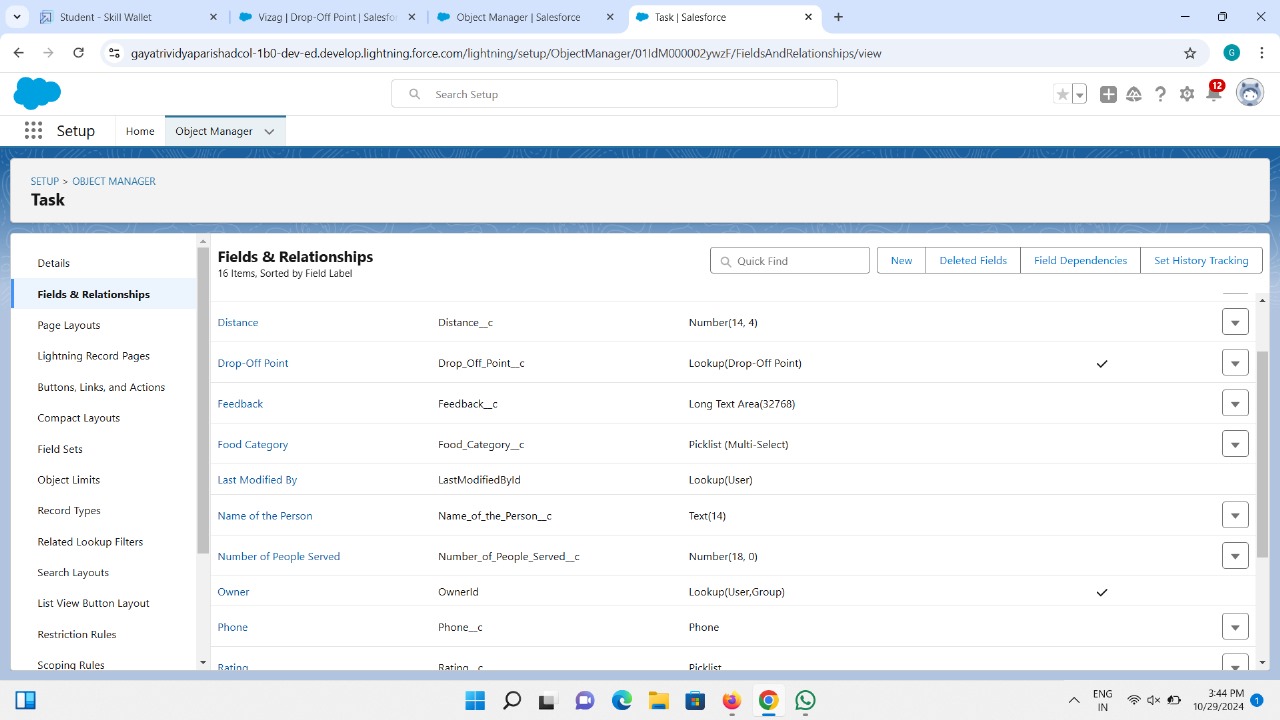 Student - Skill Wallet
Vizag | Drop-Off Point | Salesfor
Object Manager | Salesforce
Task | Salesforce
gayatrividyaparishadcol-1b0-dev-ed.develop.lightning.force.com/lightning/setup/ObjectManager/01IdM000002ywzF/FieldsAndRelationships/view
G
Search Setup
12
Setup
Home
Object Manager
SETUP > OBJECT MANAGER
Task
Details
Fields & Relationships
Page Layouts
Lightning Record Pages
Buttons, Links, and Actions
Compact Layouts
Field Sets
Object Limits
Record Types
Related Lookup Filters
Search Layouts
List View Button Layout
Restriction Rules
Scoping Rules
Fields & Relationships
16 Items, Sorted by Field Label
Quick Find
New
Deleted Fields
Field Dependencies
Set History Tracking
Distance Distance__c Number(14, 4)
Drop-Off Point Drop_Off_Point__c Lookup(Drop-Off Point)
Feedback Feedback__c Long Text Area(32768)
Food Category Food_Category__c Picklist (Multi-Select)
Last Modified By LastModifiedById Lookup(User)
Name of the Person Name_of_the_Person__c Text(14)
Number of People Served Number_of_People_Served__c Number(18, 0)
Owner OwnerId Lookup(User,Group)
Phone Phone__c Phone
Rating Rating__c Picklist
ENG
IN
3:44 PM
10/29/2024
1